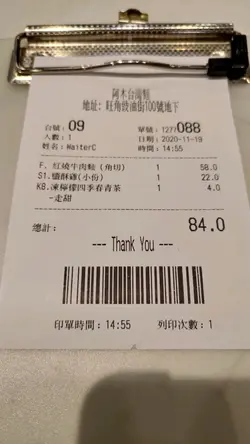 阿木台灣麵
地址: 旺角豉油街100號地下
台號: 09 單號: 1277088
人數: 1 日期: 2020-11-19
姓名: WaiterC 時間: 14:55
F. 紅燒牛肉麵(角切) 1 58.0
S1.鹽酥雞(小份) 1 22.0
K8.凍檸檬四季春青茶 1 4.0
-走甜
總計: 84.0
--- Thank You ---
印單時間: 14:55 列印次數: 1